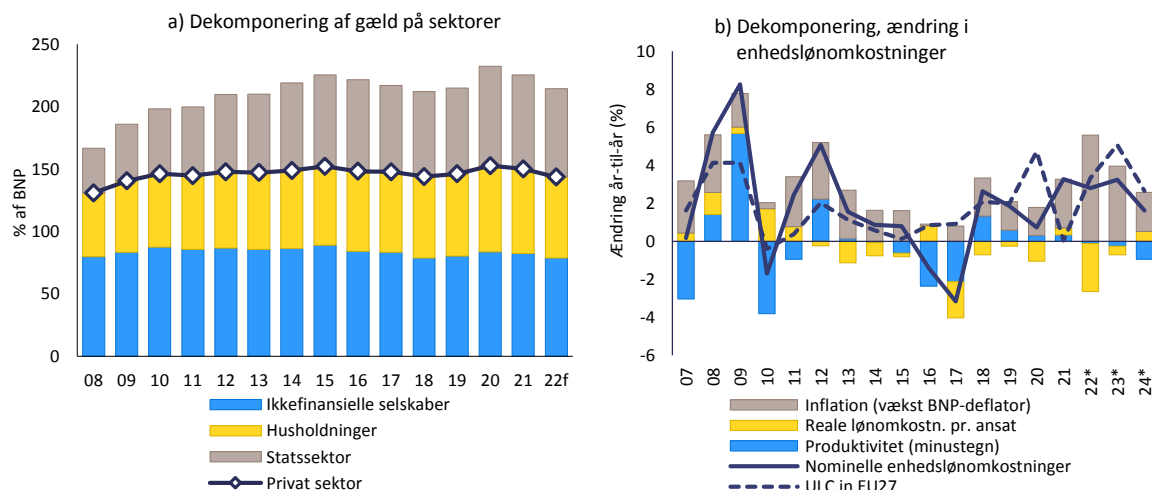 a) Dekomponering af gæld på sektorer
% af BNP
250
200
150
100
50
0
08 09 10 11 12 13 14 15 16 17 18 19 20 21 22f
Ikkefinansielle selskaber
Husholdninger
Statssektor
Privat sektor
b) Dekomponering, ændring i
enhedslønomkostninger
Ændring år-til-år (%)
10
8
6
4
2
0
-2
-4
-6
07 08 09 10 11 12 13 14 15 16 17 18 19 20 21 22* 23* 24*
Inflation (vækst BNP-deflator)
Reale lønomkostn. pr. ansat
Produktivitet (minustegn)
Nominelle enhedslønomkostninger
ULC in EU27